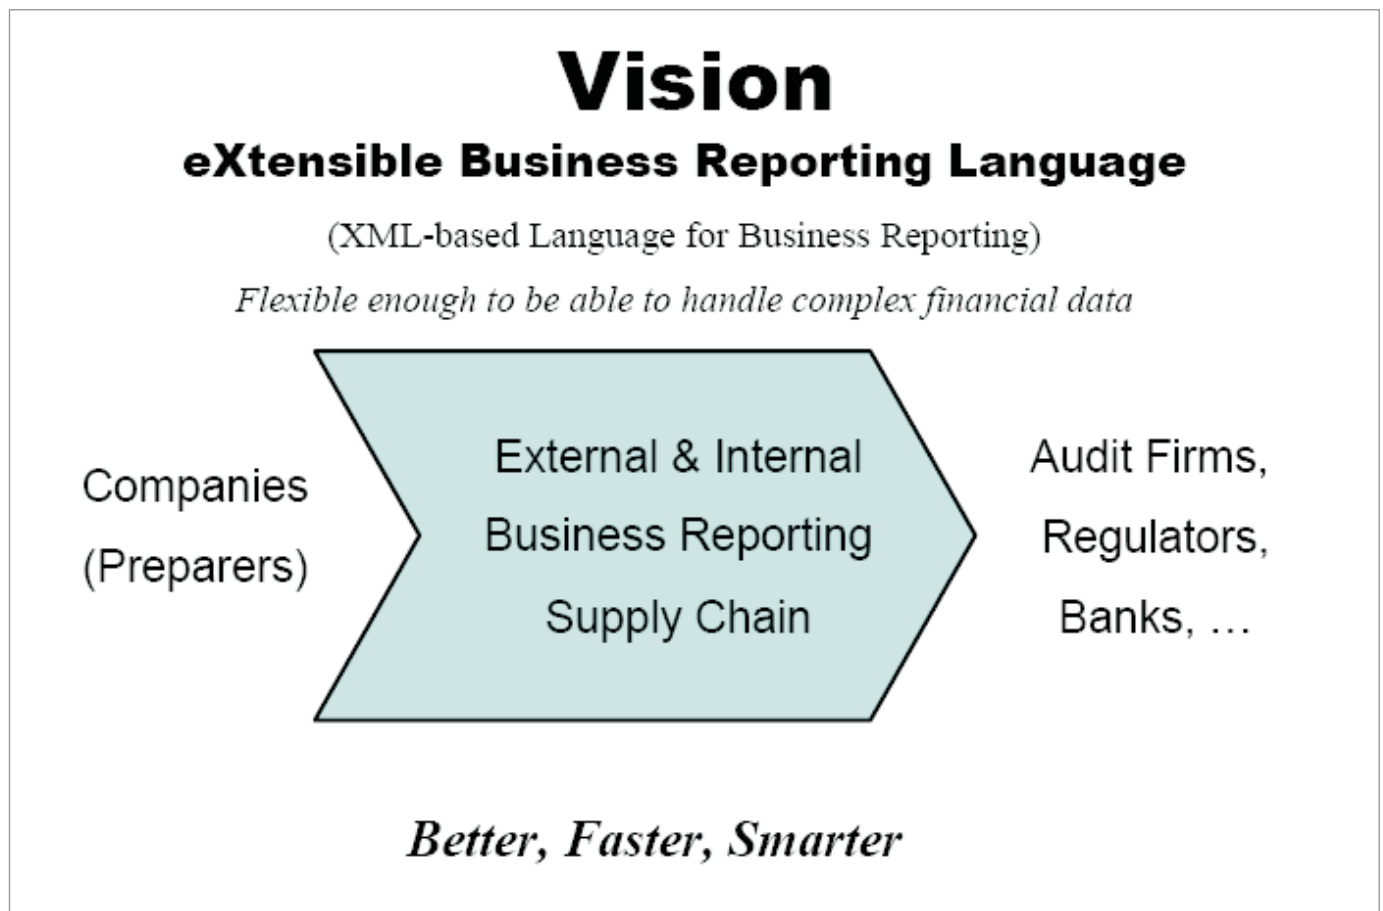 Vision
eXtensible Business Reporting Language
(XML-based Language for Business Reporting)
Flexible enough to be able to handle complex financial data
Companies
(Preparers)
External & Internal
Business Reporting
Supply Chain
Audit Firms,
Regulators,
Banks, …
Better, Faster, Smarter